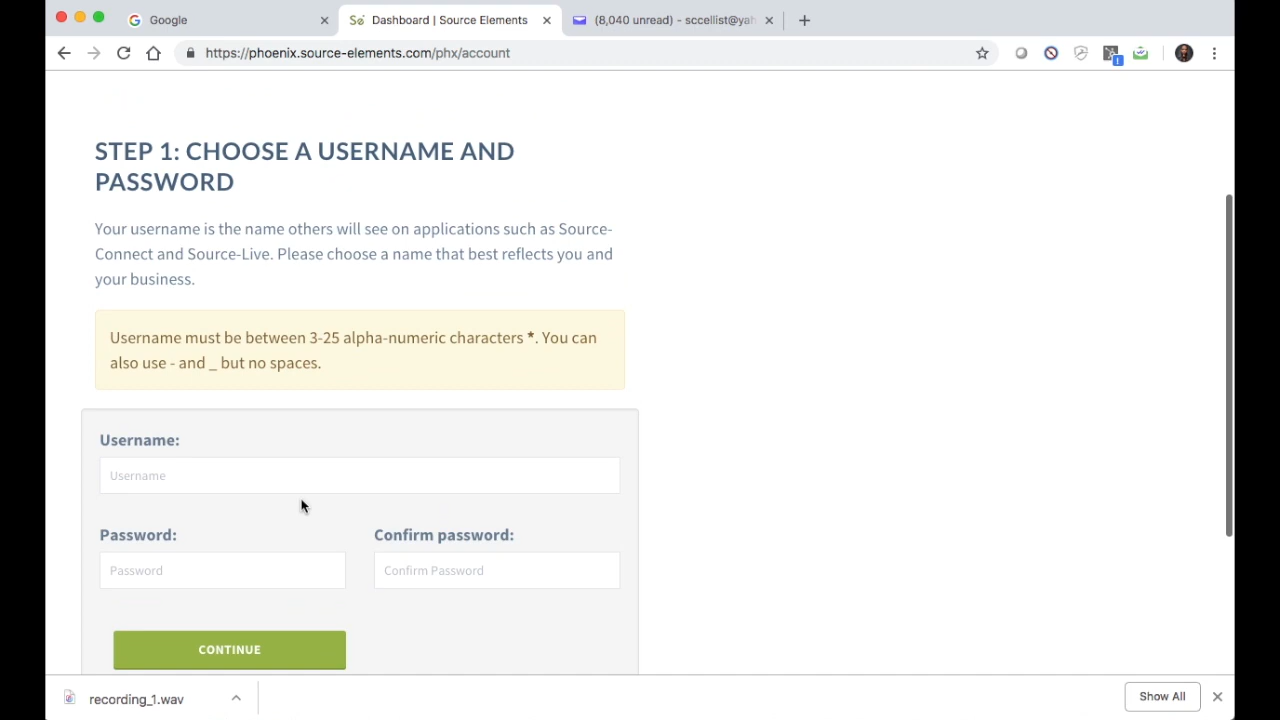 Google
Dashboard | Source Elements
(8,040 unread) - sccellist@yah
https://phoenix.source-elements.com/phx/account
STEP 1: CHOOSE A USERNAME AND
PASSWORD
Your username is the name others will see on applications such as Source-
Connect and Source-Live. Please choose a name that best reflects you and
your business.
Username must be between 3-25 alpha-numeric characters *. You can
also use - and _ but no spaces.
Username:
Username
Password:
Confirm password:
Password
Confirm Password
CONTINUE
recording_1.wav
Show All